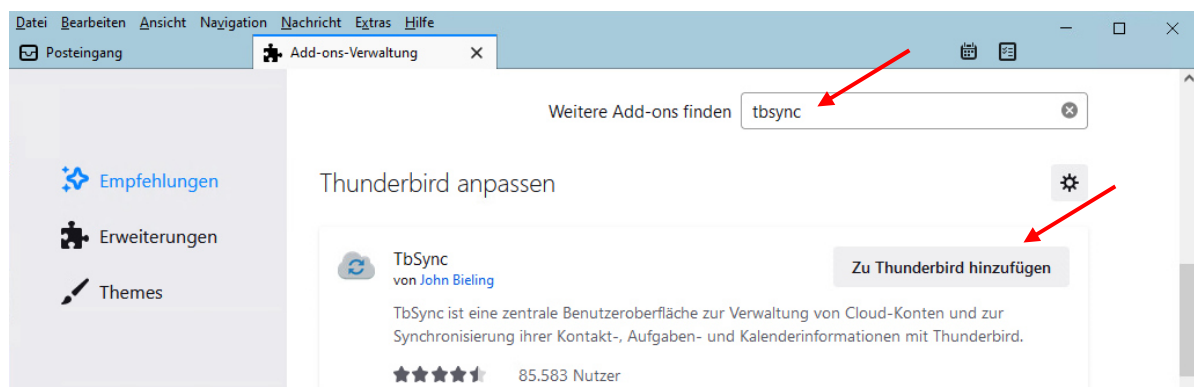 Datei Bearbeiten Ansicht Navigation Nachricht Extras Hilfe
Posteingang
Add-ons-Verwaltung
Weitere Add-ons finden
tbsync
Empfehlungen
Erweiterungen
Themes
Thunderbird anpassen
TbSync
von John Bieling
Zu Thunderbird hinzufügen
TbSync ist eine zentrale Benutzeroberfläche zur Verwaltung von Cloud-Konten und zur
Synchronisierung ihrer Kontakt-, Aufgaben- und Kalenderinformationen mit Thunderbird.
85.583 Nutzer